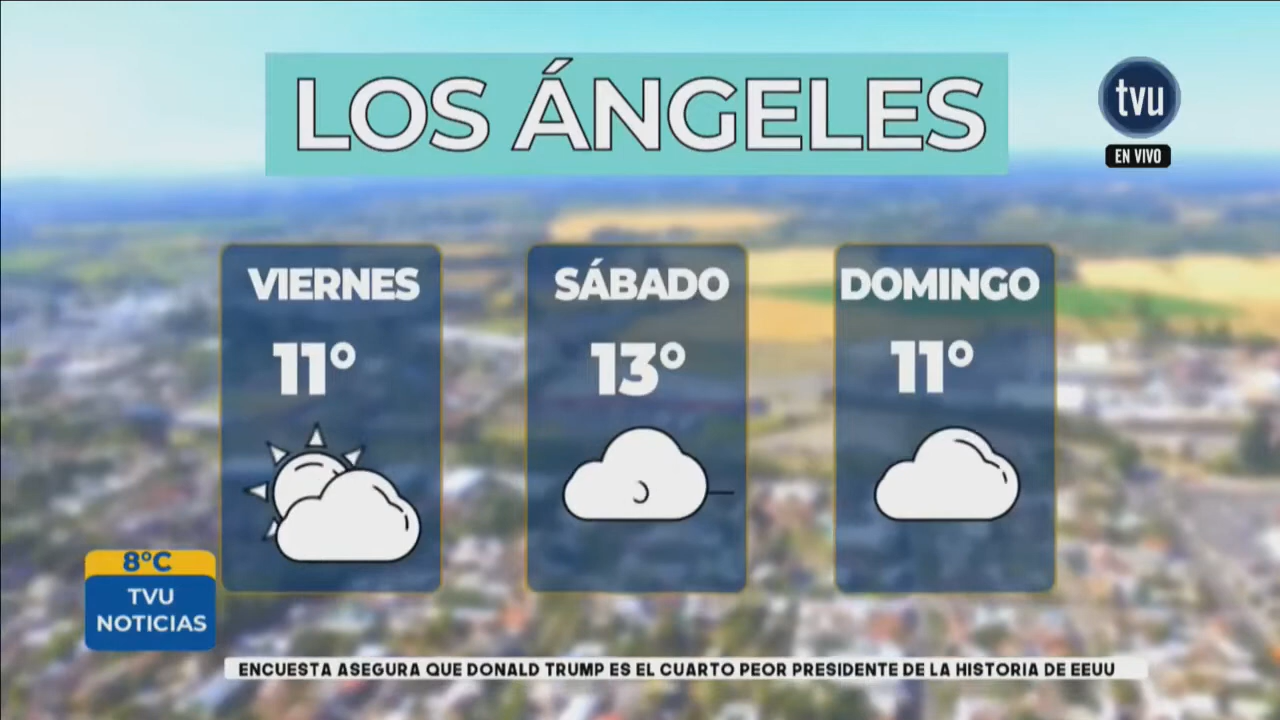 LOS ÁNGELES
tvu
EN VIVO
VIERNES
11°
SÁBADO
13°
DOMINGO
11°
8°C
TVU
NOTICIAS
ENCUESTA ASEGURA QUE DONALD TRUMP ES EL CUARTO PEOR PRESIDENTE DE LA HISTORIA DE EEUU